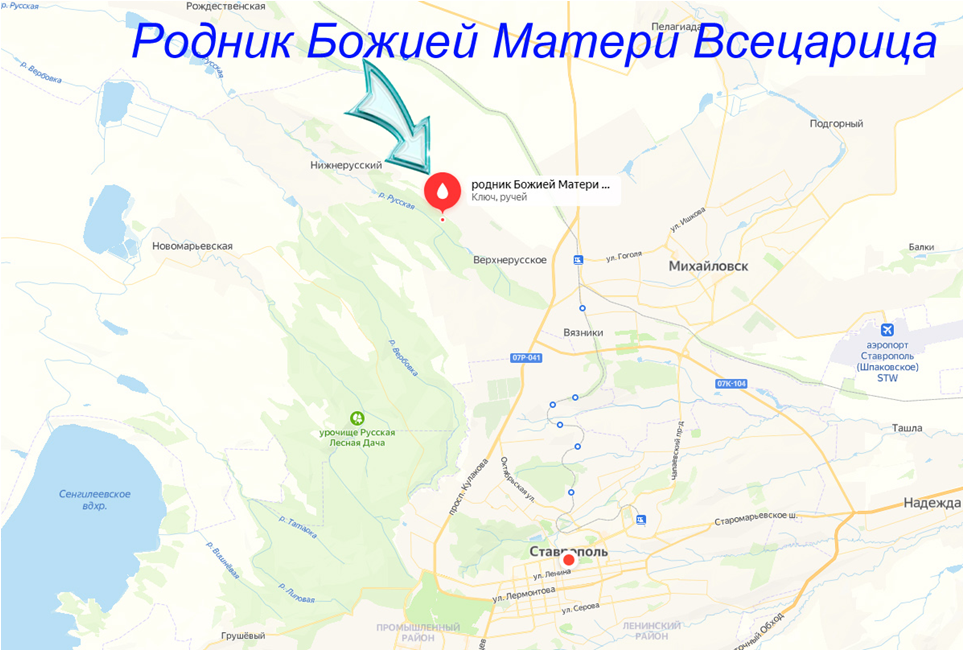 р. Русская
Рождественская
Родник Божией Матери Всецарица
Пелагиада
р. Вербовка
р. Русская
Подгорный
Нижнерусский
родник Божией Матери ...
Ключ, ручей
р. Русская
ул. Ишкова
Новомарьевская
Верхнерусское
ул. Гоголя
Михайловск
Балки
Вязники
аэропорт
Ставрополь
(Шпаковское)
STW
р. Вербовка
07Р-041
07К-104
урочище Русская
Лесная Дача
Ташла
чапаевский пр-д
просп. Кулакова
Октябрьская ул.
Сенгилеевское
вдхр.
Надежда
Старомарьевское ш.
р. Татарка
Ставрополь
р. Вишнёвая
ул. Ленина
р. Липовая
ул. Лермонтова
ул. Серова
Грушёвый
ПРОМЫШЛЕННЫЙ
РАЙОН
ЛЕНИНСКИЙ
РАЙОН